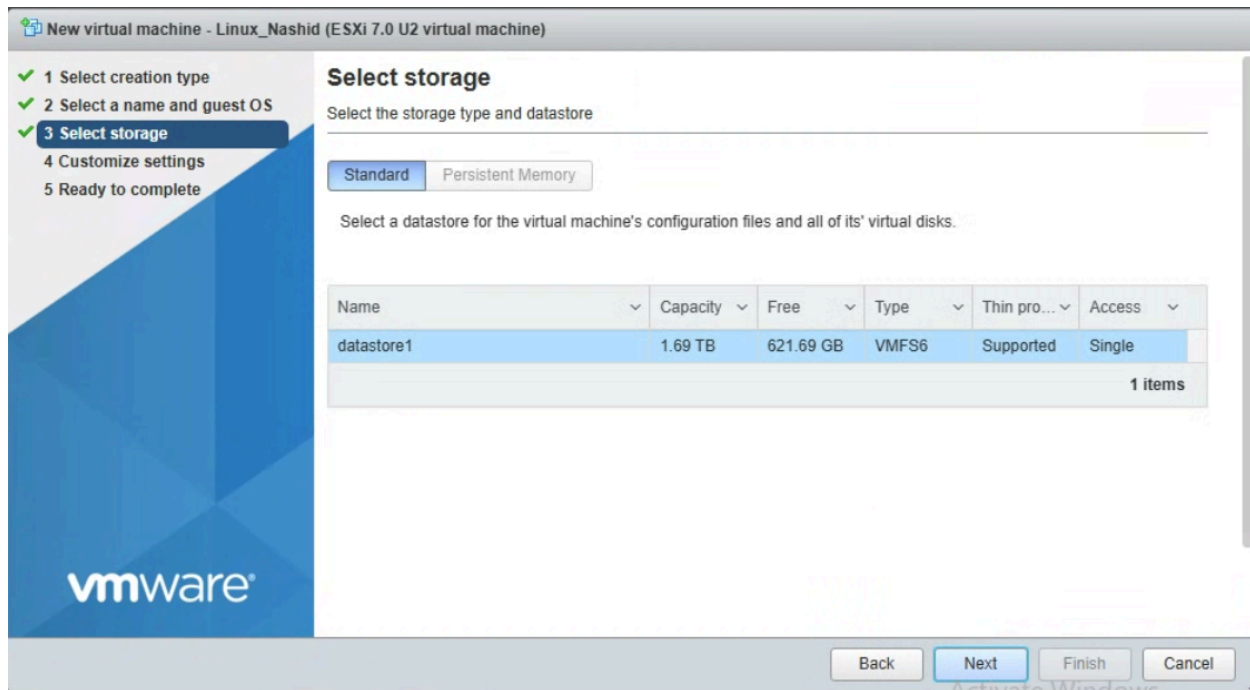 New virtual machine - Linux_Nashid (ESXi 7.0 U2 virtual machine)
1 Select creation type
2 Select a name and guest OS
3 Select storage
4 Customize settings
5 Ready to complete
Select storage
Select the storage type and datastore
Standard Persistent Memory
Select a datastore for the virtual machine's configuration files and all of its' virtual disks.
Name Capacity Free Type Thin pro... Access
datastore1 1.69 TB 621.69 GB VMFS6 Supported Single
1 items
vmware®
Back Next Finish Cancel
Activate Windows